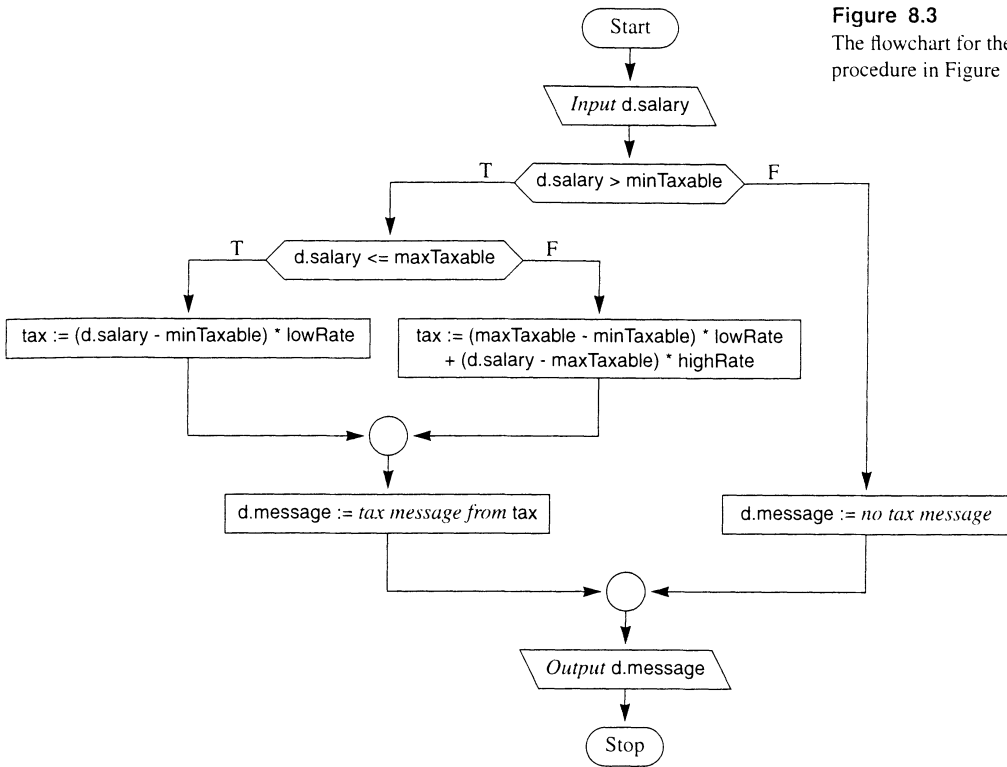 Figure 8.3
The flowchart for the
procedure in Figure
Start
Input d.salary
T
d.salary > minTaxable
F
T
d.salary <= maxTaxable
F
tax := (d.salary - minTaxable) * lowRate
tax := (maxTaxable - minTaxable) * lowRate
+ (d.salary - maxTaxable) * highRate
d.message := tax message from tax
d.message := no tax message
Output d.message
Stop